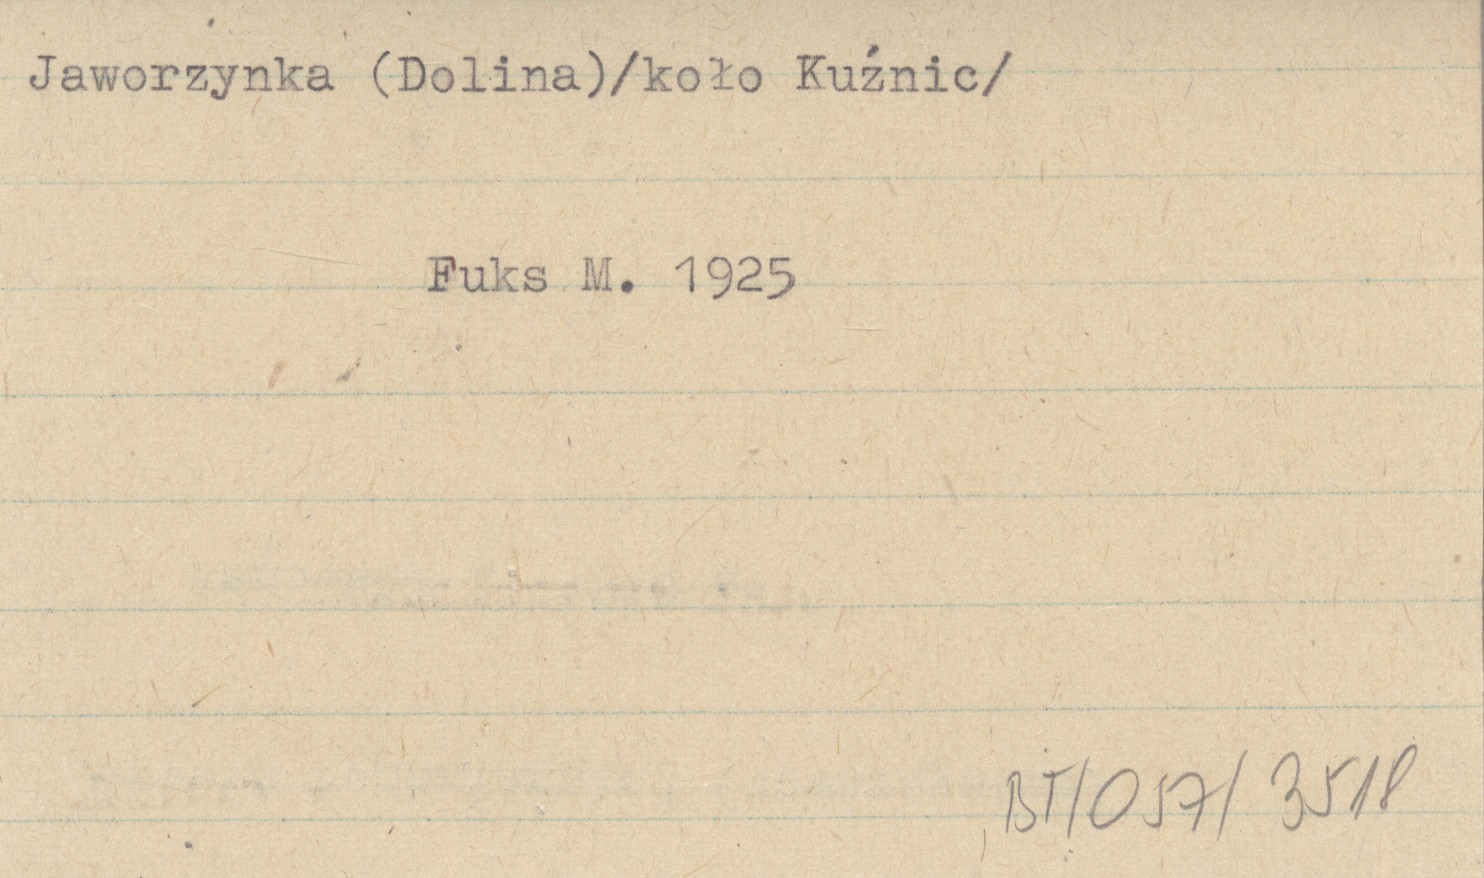 Jaworzynka (Dolina)/koło Kuźnic/
Fuks M. 1925
BT/057/3518